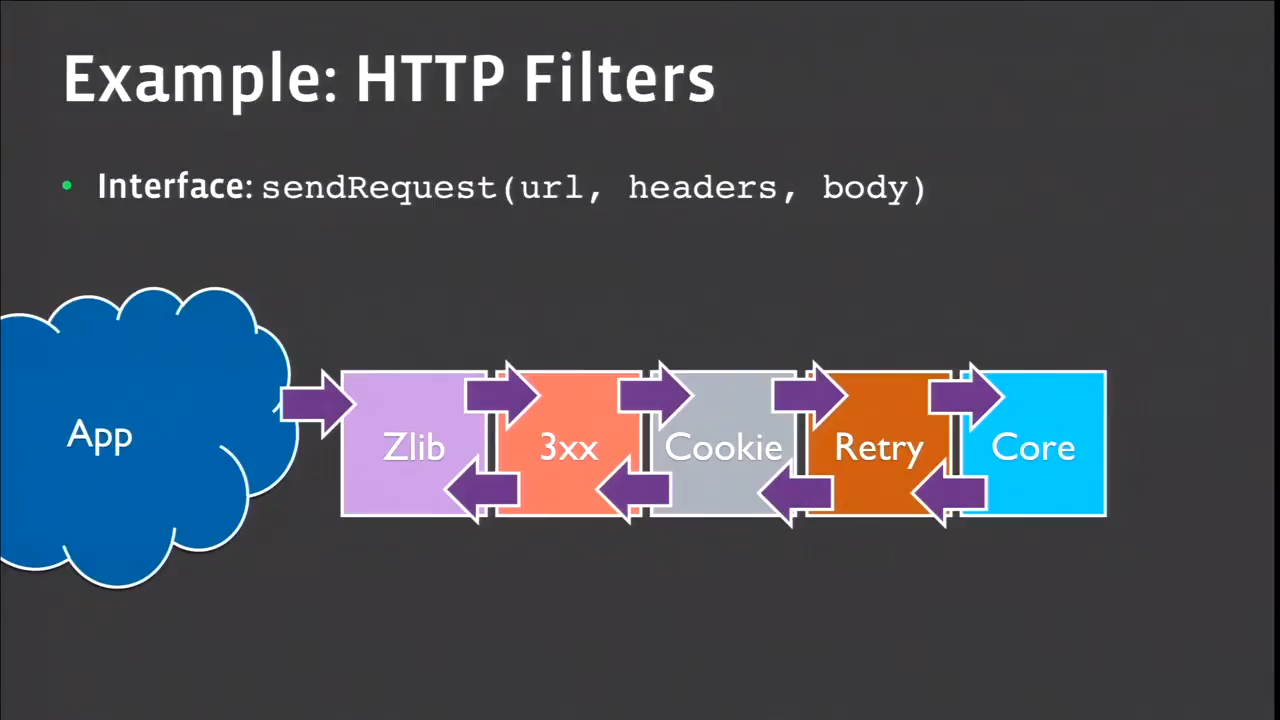 Example: HTTP Filters
• Interface: sendRequest(url, headers, body)
App
Zlib
3xx
Cookie
Retry
Core